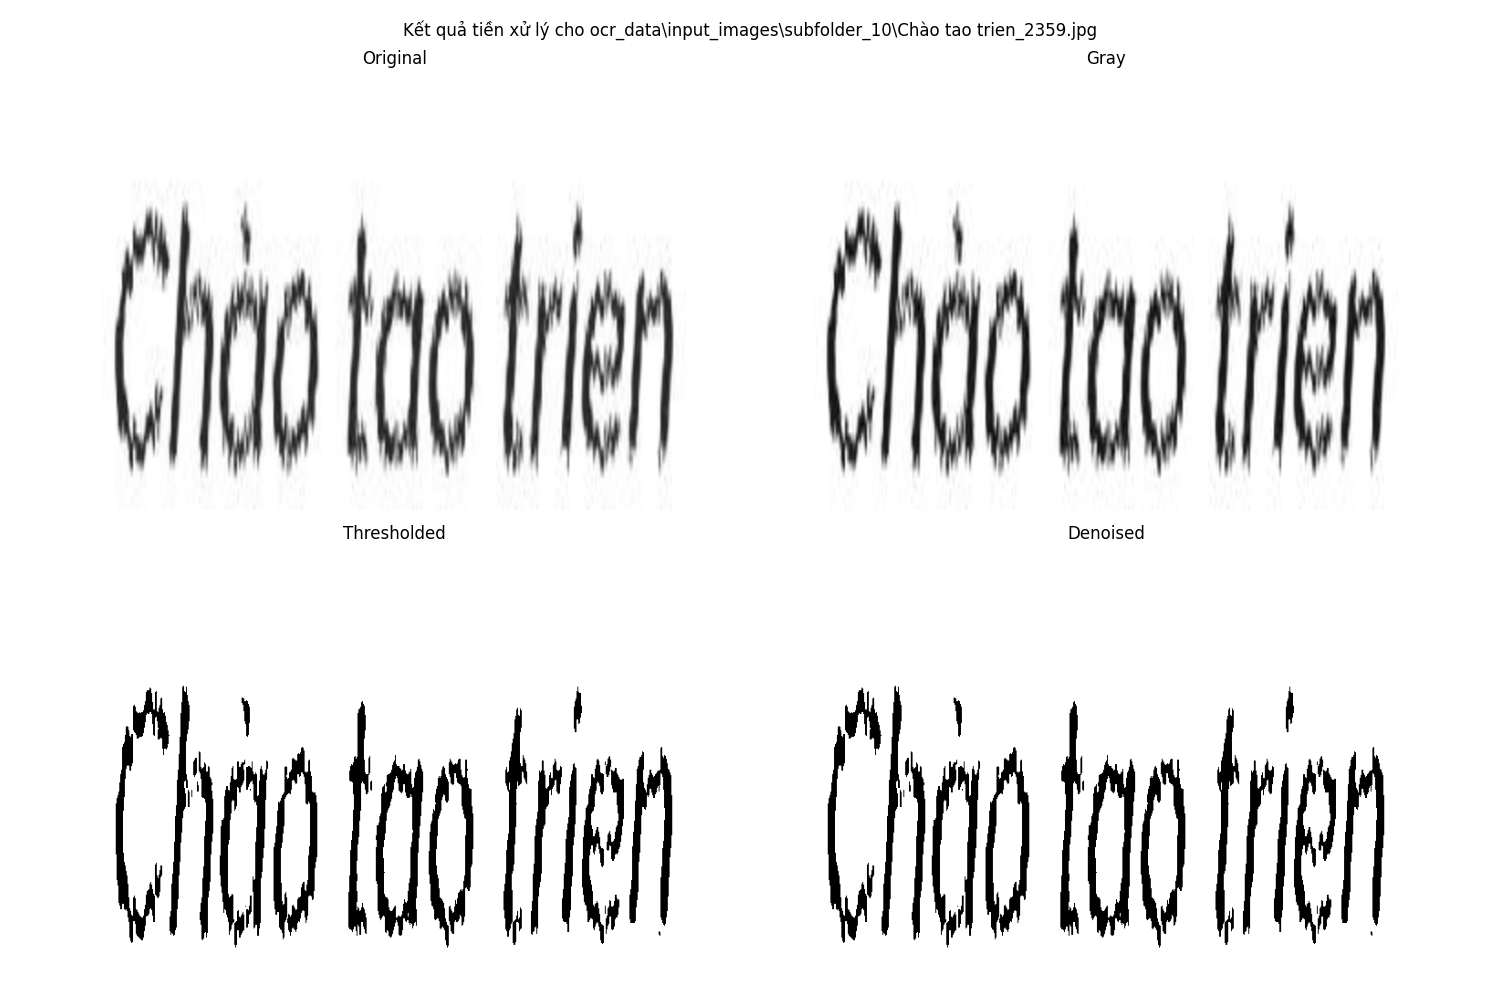 Kết quả tiền xử lý cho ocr_data\input_images\subfolder_10\Chào tao trien_2359.jpg
Original
Gray
Chào tao trien
Chào tao trien
Thresholded
Denoised
Chào tao trien
Chào tao trien